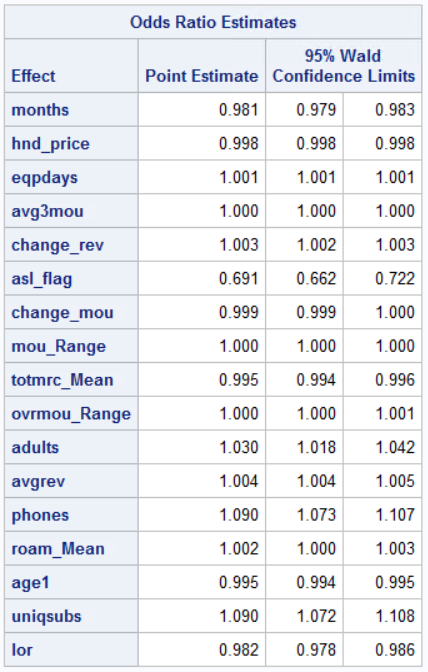 Odds Ratio Estimates
Effect Point Estimate 95% Wald Confidence Limits
months 0.981 0.979 0.983
hnd_price 0.998 0.998 0.998
eqpdays 1.001 1.001 1.001
avg3mou 1.000 1.000 1.000
change_rev 1.003 1.002 1.003
asl_flag 0.691 0.662 0.722
change_mou 0.999 0.999 1.000
mou_Range 1.000 1.000 1.000
totmrc_Mean 0.995 0.994 0.996
ovrmou_Range 1.000 1.000 1.001
adults 1.030 1.018 1.042
avgrev 1.004 1.004 1.005
phones 1.090 1.073 1.107
roam_Mean 1.002 1.000 1.003
age1 0.995 0.994 0.995
uniqsubs 1.090 1.072 1.108
lor 0.982 0.978 0.986